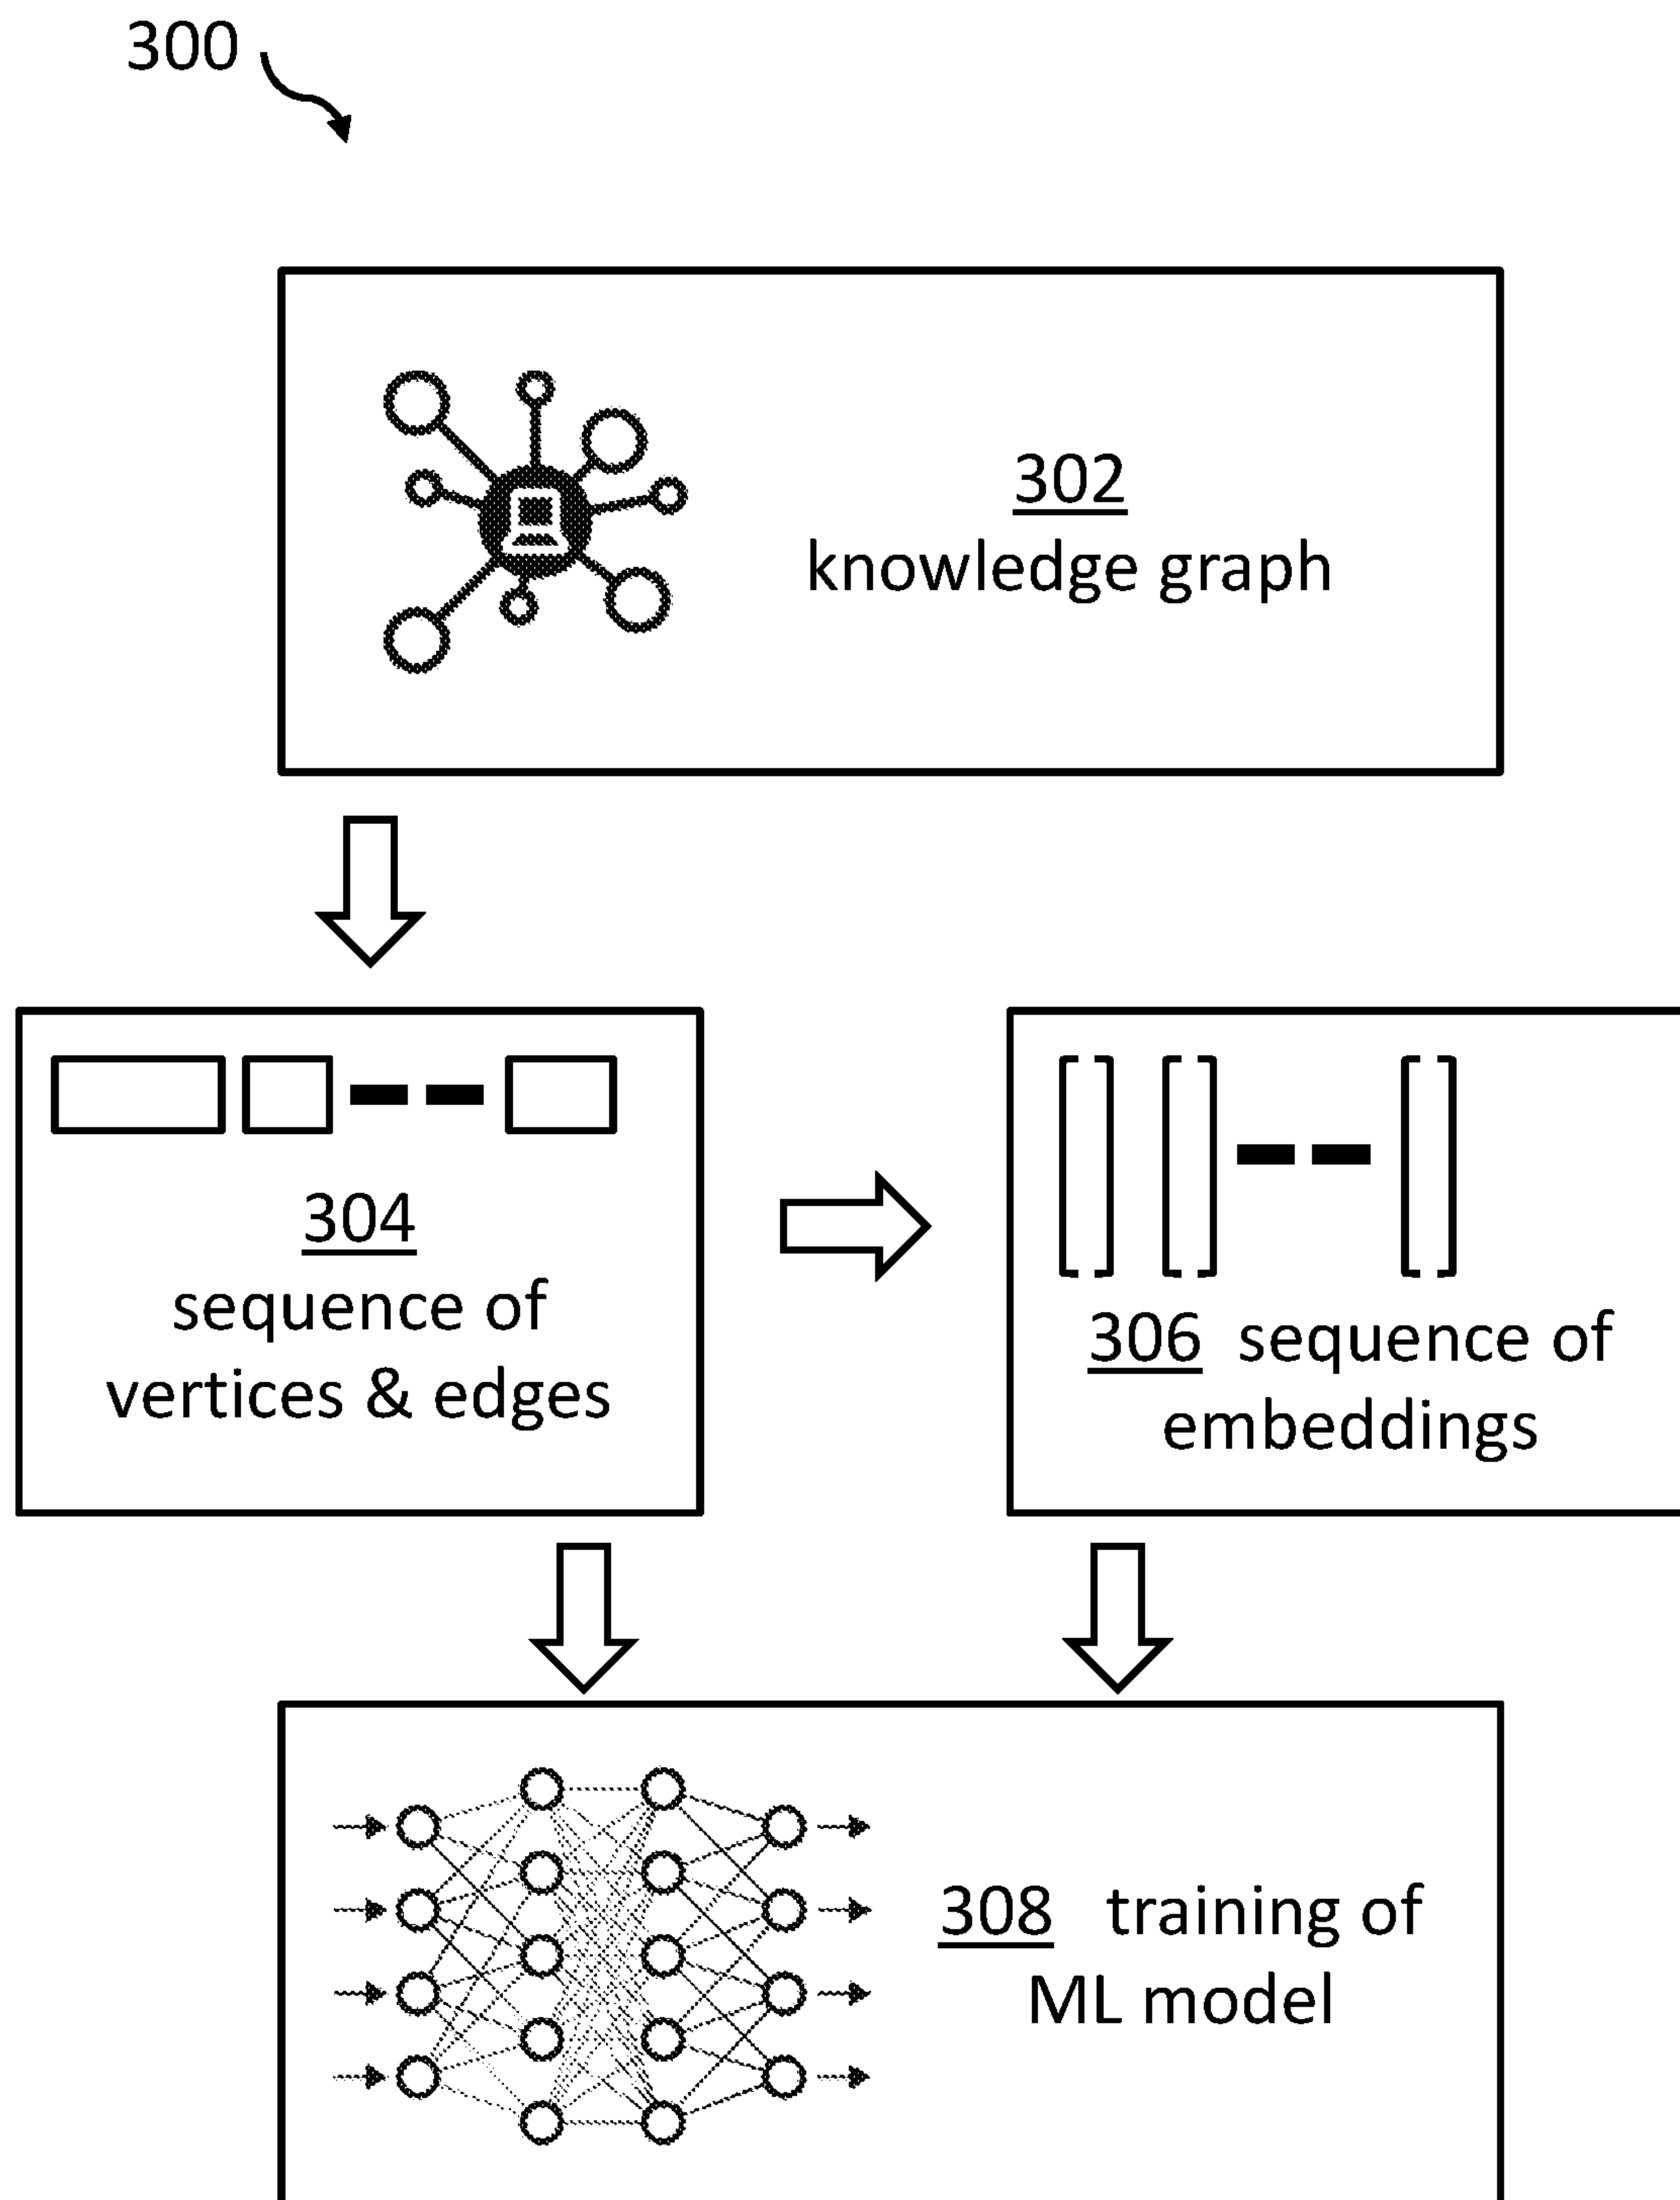 300
302
knowledge graph
304
sequence of
vertices & edges
306 sequence of
embeddings
308 training of
ML model